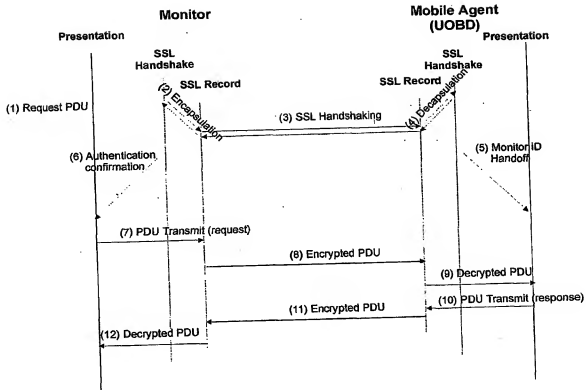 Monitor
Mobile Agent
(UOBD)
Presentation
SSL
Handshake
SSL Record
SSL Record
SSL
Handshake
Presentation
(1) Request PDU
(2) Encapsulation
(3) SSL Handshaking
(4) Decapsulation
(5) Monitor ID
Handoff
(6) Authentication
confirmation
(7) PDU Transmit (request)
(8) Encrypted PDU
(9) Decrypted PDU
(10) PDU Transmit (response)
(11) Encrypted PDU
(12) Decrypted PDU